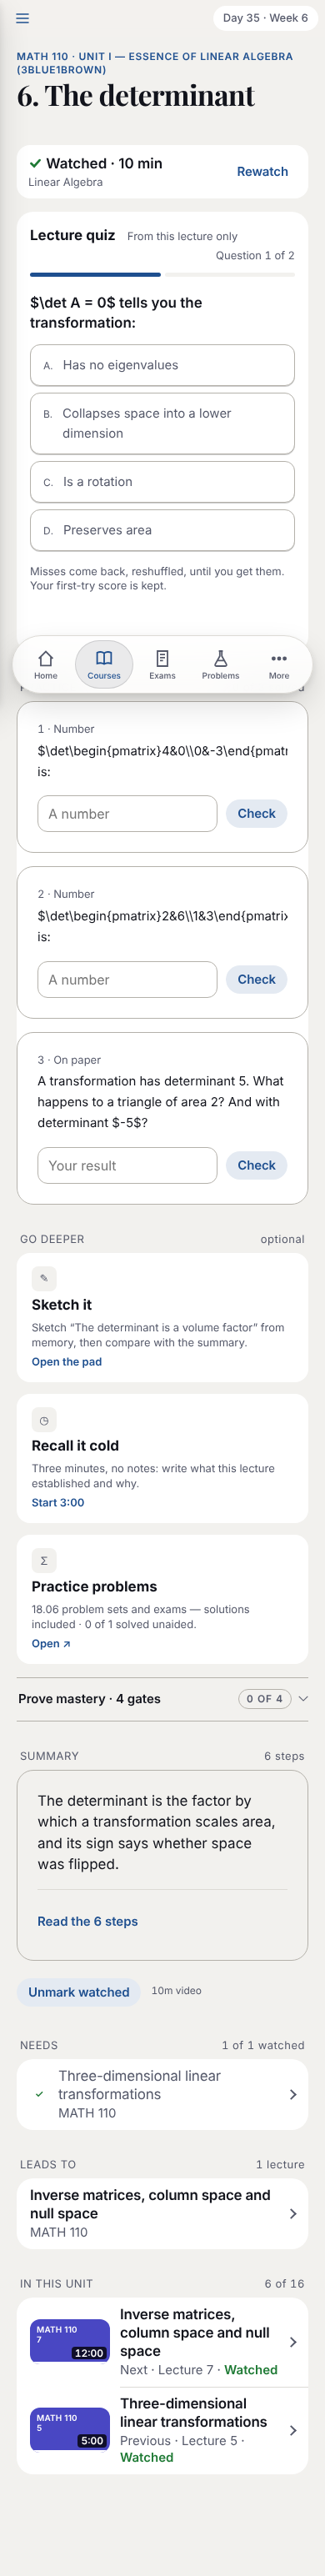 Day 35 · Week 6
MATH 110 · UNIT I — ESSENCE OF LINEAR ALGEBRA
(3BLUE1BROWN)
6. The determinant
Watched · 10 min
Linear Algebra
Rewatch
Lecture quiz From this lecture only
Question 1 of 2
$\det A = 0$ tells you the
transformation:
A. Has no eigenvalues
B. Collapses space into a lower
dimension
C. Is a rotation
D. Preserves area
Misses come back, reshuffled, until you get them.
Your first-try score is kept.
Home
Courses
Exams
Problems
More
1 · Number
$\det\begin{pmatrix}4&0\\0&-3\end{pmatr
is:
A number
Check
2 · Number
$\det\begin{pmatrix}2&6\\1&3\end{pmatrix
is:
A number
Check
3 · On paper
A transformation has determinant 5. What
happens to a triangle of area 2? And with
determinant $-5$?
Your result
Check
GO DEEPER optional
Sketch it
Sketch “The determinant is a volume factor” from
memory, then compare with the summary.
Open the pad
Recall it cold
Three minutes, no notes: write what this lecture
established and why.
Start 3:00
Σ
Practice problems
18.06 problem sets and exams — solutions
included · 0 of 1 solved unaided.
Open ↗
Prove mastery · 4 gates 0 OF 4
SUMMARY 6 steps
The determinant is the factor by
which a transformation scales area,
and its sign says whether space
was flipped.
Read the 6 steps
Unmark watched 10m video
NEEDS 1 of 1 watched
Three-dimensional linear
transformations
MATH 110
LEADS TO 1 lecture
Inverse matrices, column space and
null space
MATH 110
IN THIS UNIT 6 of 16
MATH 110
7
12:00
Inverse matrices,
column space and null
space
Next · Lecture 7 · Watched
MATH 110
5
5:00
Three-dimensional
linear transformations
Previous · Lecture 5 ·
Watched